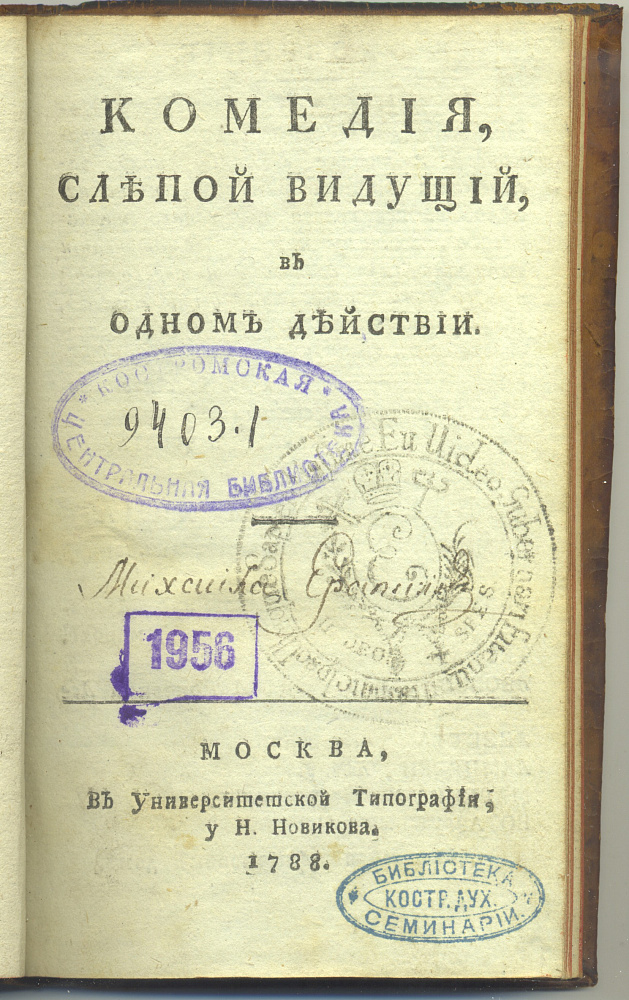 КОМЕДІЯ,
СЛѢПОЙ ВИДУЩІЙ,
въ
ОДНОМЪ ДѢЙСТВІИ.
* КОСТРОМСКАЯ *
ЦЕНТРАЛЬНАЯ БИБЛИОТЕКА
9403.1
Михаила
1956
МОСКВА,
Въ Университетской Типографіи,
у Н. Новикова.
1788.
БИБЛІОТЕКА
КОСТР. ДУХ.
СЕМИНАРІИ.